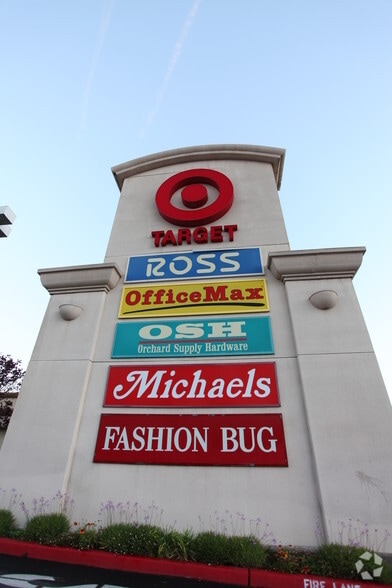 TARGET
ROSS
OfficeMax
OSH
Orchard Supply Hardware
Michaels
FASHION BUG
FIRE LANE